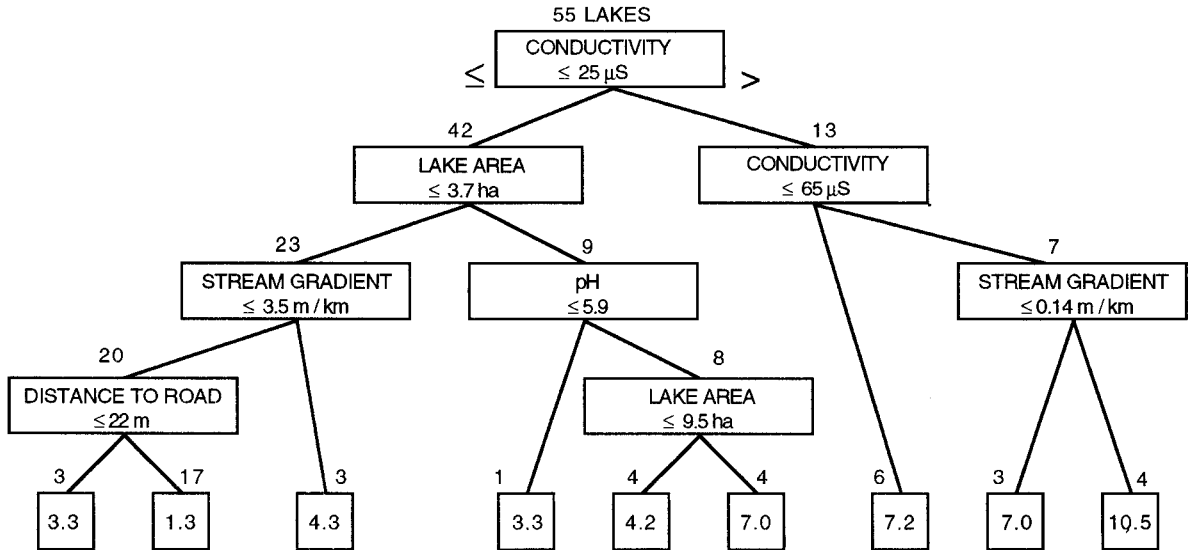 55 LAKES
CONDUCTIVITY
≤ 25 µS
≤
>
42
13
LAKE AREA
≤ 3.7 ha
CONDUCTIVITY
≤ 65 µS
23
9
7
STREAM GRADIENT
≤ 3.5 m / km
pH
≤5.9
STREAM GRADIENT
≤0.14 m / km
20
8
DISTANCE TO ROAD
≤22 m
LAKE AREA
≤ 9.5 ha
3
17
3
1
4
4
6
3
4
3.3
1.3
4.3
3.3
4.2
7.0
7.2
7.0
10.5